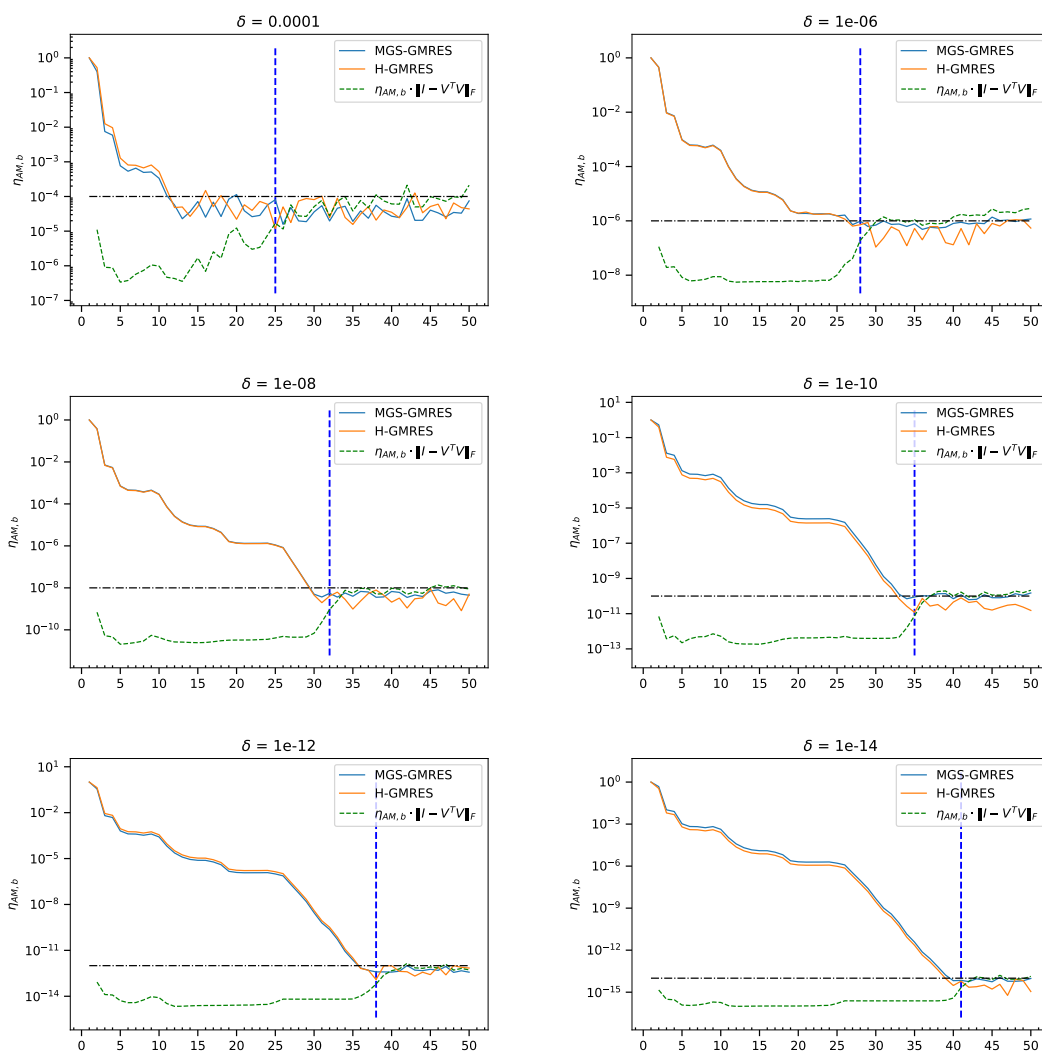 δ = 0.0001
MGS-GMRES
H-GMRES
η_{AM, b} · ‖I − V^T V‖_F
η_{AM, b}
10^0
10^{-1}
10^{-2}
10^{-3}
10^{-4}
10^{-5}
10^{-6}
10^{-7}
0 5 10 15 20 25 30 35 40 45 50
δ = 1e-06
MGS-GMRES
H-GMRES
η_{AM, b} · ‖I − V^T V‖_F
η_{AM, b}
10^0
10^{-2}
10^{-4}
10^{-6}
10^{-8}
0 5 10 15 20 25 30 35 40 45 50
δ = 1e-08
MGS-GMRES
H-GMRES
η_{AM, b} · ‖I − V^T V‖_F
η_{AM, b}
10^0
10^{-2}
10^{-4}
10^{-6}
10^{-8}
10^{-10}
0 5 10 15 20 25 30 35 40 45 50
δ = 1e-10
MGS-GMRES
H-GMRES
η_{AM, b} · ‖I − V^T V‖_F
η_{AM, b}
10^1
10^{-1}
10^{-3}
10^{-5}
10^{-7}
10^{-9}
10^{-11}
10^{-13}
0 5 10 15 20 25 30 35 40 45 50
δ = 1e-12
MGS-GMRES
H-GMRES
η_{AM, b} · ‖I − V^T V‖_F
η_{AM, b}
10^1
10^{-2}
10^{-5}
10^{-8}
10^{-11}
10^{-14}
0 5 10 15 20 25 30 35 40 45 50
δ = 1e-14
MGS-GMRES
H-GMRES
η_{AM, b} · ‖I − V^T V‖_F
η_{AM, b}
10^0
10^{-3}
10^{-6}
10^{-9}
10^{-12}
10^{-15}
0 5 10 15 20 25 30 35 40 45 50